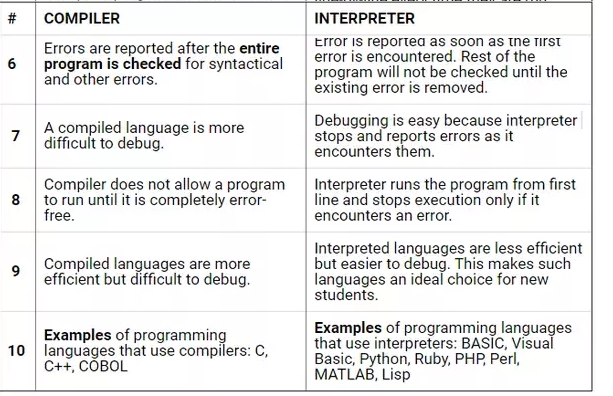 # COMPILER INTERPRETER
6 Errors are reported after the entire
program is checked for syntactical
and other errors.
Error is reported as soon as the first
error is encountered. Rest of the
program will not be checked until the
existing error is removed.
7 A compiled language is more
difficult to debug.
Debugging is easy because interpreter
stops and reports errors as it
encounters them.
8 Compiler does not allow a program
to run until it is completely error-
free.
Interpreter runs the program from first
line and stops execution only if it
encounters an error.
9 Compiled languages are more
efficient but difficult to debug.
Interpreted languages are less efficient
but easier to debug. This makes such
languages an ideal choice for new
students.
10 Examples of programming
languages that use compilers: C,
C++, COBOL
Examples of programming languages
that use interpreters: BASIC, Visual
Basic, Python, Ruby, PHP, Perl,
MATLAB, Lisp